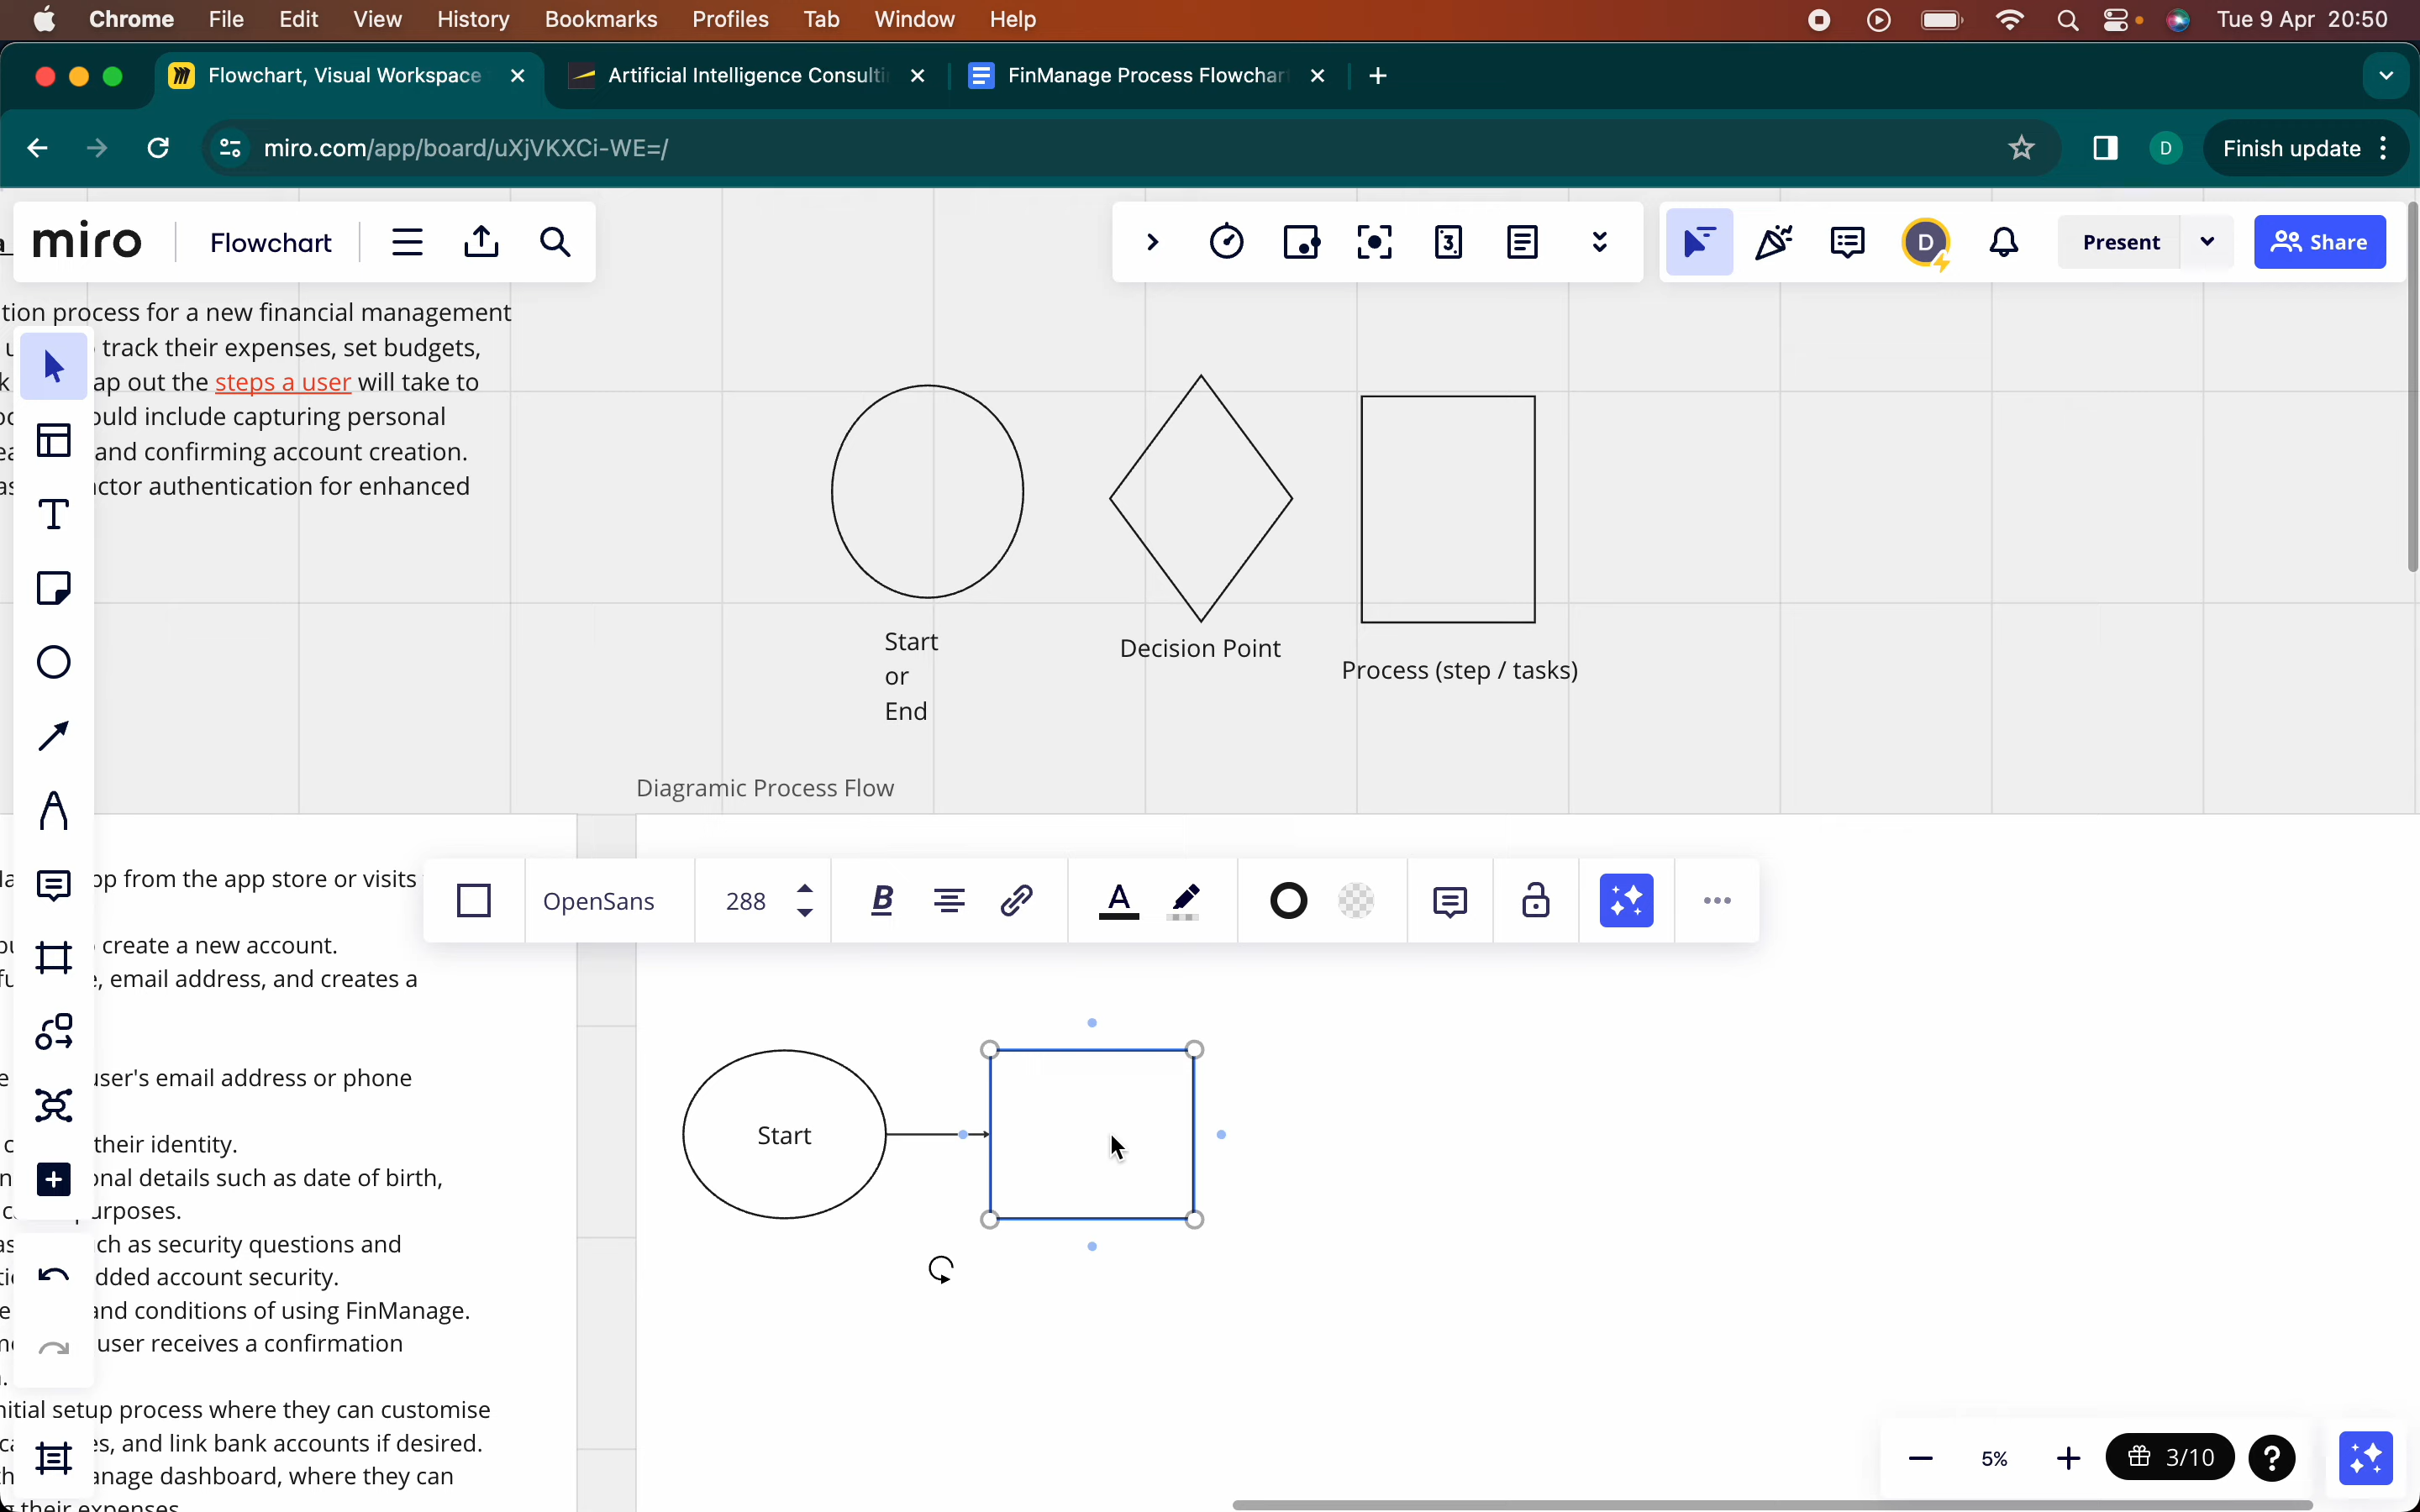 Chrome File Edit View History Bookmarks Profiles Tab Window Help Tue 9 Apr 20:50
Flowchart, Visual Workspace Artificial Intelligence Consulti FinManage Process Flowchar
miro.com/app/board/uXjVKXCi-WE=/ D Finish update
miro Flowchart 3 D Present Share
tion process for a new financial management
track their expenses, set budgets,
ap out the steps a user will take to
ould include capturing personal
and confirming account creation.
actor authentication for enhanced
Start
or
End
Decision Point
Process (step / tasks)
Diagramic Process Flow
pp from the app store or visits
OpenSans 288 B A
create a new account.
, email address, and creates a
Start
user's email address or phone
their identity.
onal details such as date of birth,
urposes.
ch as security questions and
dded account security.
and conditions of using FinManage.
user receives a confirmation
nitial setup process where they can customise
es, and link bank accounts if desired.
anage dashboard, where they can
their expenses
5% 3/10 ?